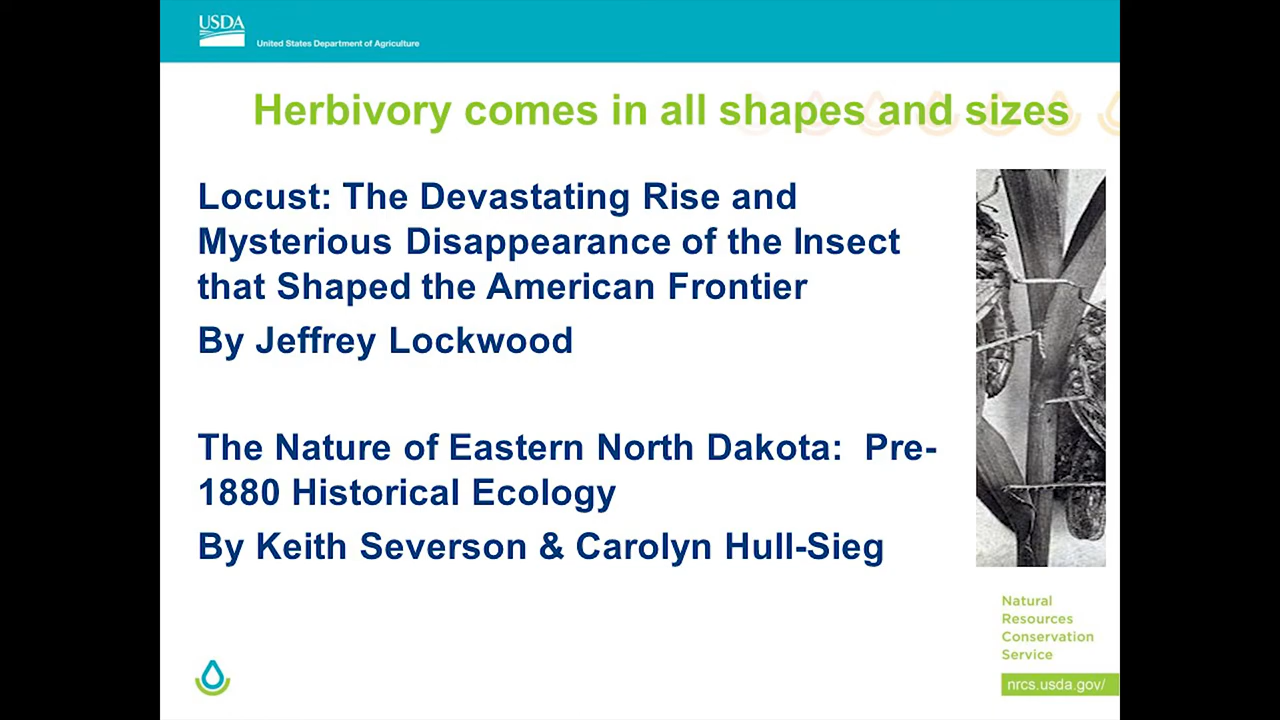 USDA
United States Department of Agriculture
Herbivory comes in all shapes and sizes
Locust: The Devastating Rise and
Mysterious Disappearance of the Insect
that Shaped the American Frontier
By Jeffrey Lockwood
The Nature of Eastern North Dakota:  Pre-
1880 Historical Ecology
By Keith Severson & Carolyn Hull-Sieg
Natural
Resources
Conservation
Service
nrcs.usda.gov/